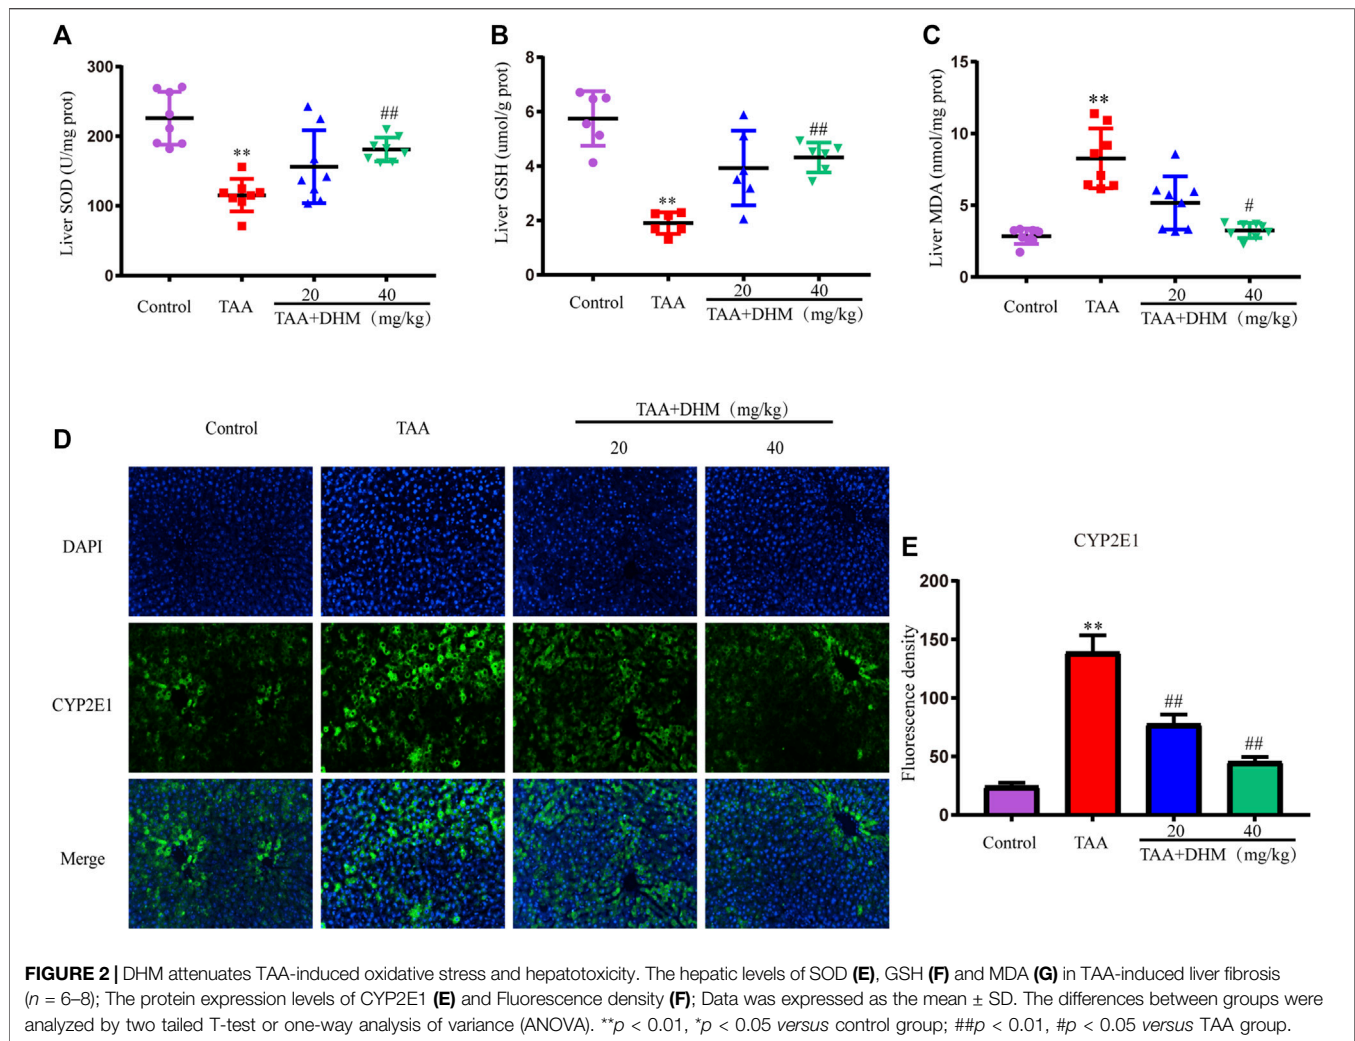 A
Liver SOD (U/mg prot)
300
200
100
0
**
##
Control
TAA
20
40
TAA+DHM（mg/kg）
B
Liver GSH (umol/g prot)
8
6
4
2
0
**
##
Control
TAA
20
40
TAA+DHM（mg/kg）
C
Liver MDA (nmol/mg prot)
15
10
5
0
**
#
Control
TAA
20
40
TAA+DHM（mg/kg）
D
Control
TAA
TAA+DHM（mg/kg）
20
40
DAPI
CYP2E1
Merge
E
CYP2E1
Fluorescence density
200
150
100
50
0
**
##
##
Control
TAA
20
40
TAA+DHM（mg/kg）
FIGURE 2 | DHM attenuates TAA-induced oxidative stress and hepatotoxicity. The hepatic levels of SOD (E), GSH (F) and MDA (G) in TAA-induced liver fibrosis
(n = 6–8); The protein expression levels of CYP2E1 (E) and Fluorescence density (F); Data was expressed as the mean ± SD. The differences between groups were
analyzed by two tailed T-test or one-way analysis of variance (ANOVA). **p < 0.01, *p < 0.05 versus control group; ##p < 0.01, #p < 0.05 versus TAA group.